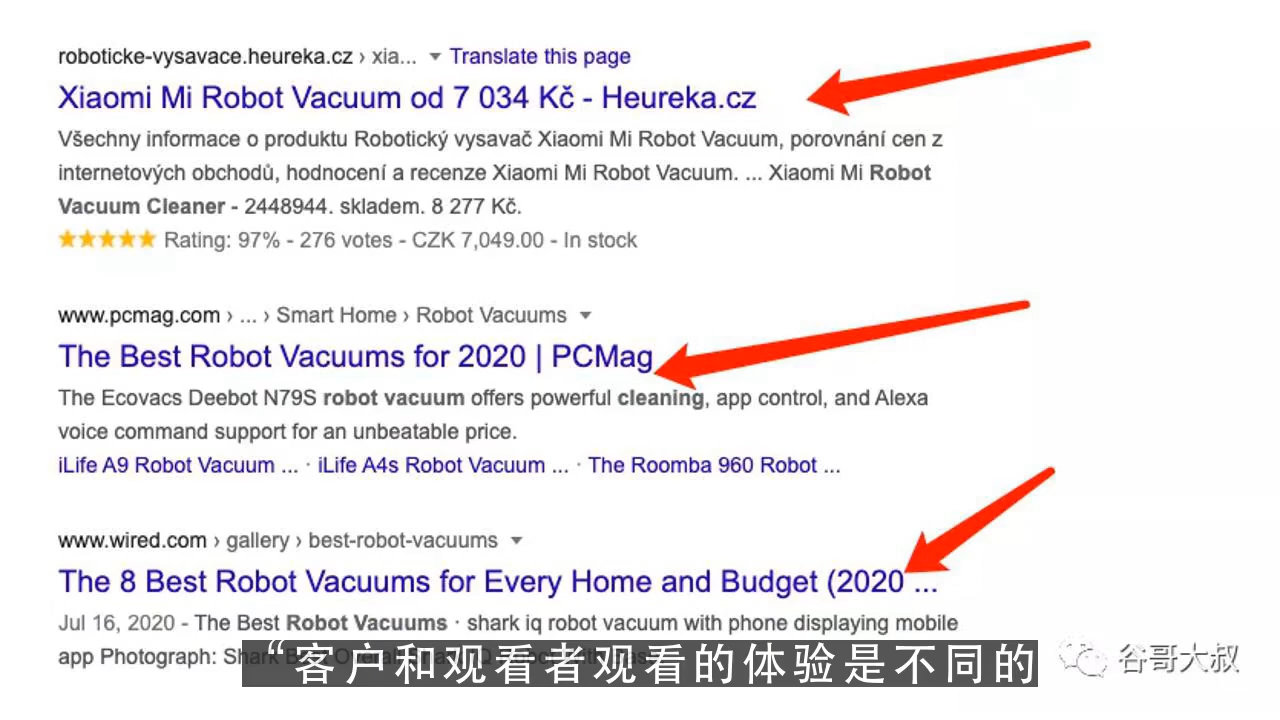 roboticke-vysavace.heureka.cz › xia... Translate this page
Xiaomi Mi Robot Vacuum od 7 034 Kč - Heureka.cz
Všechny informace o produktu Robotický vysavač Xiaomi Mi Robot Vacuum, porovnání cen z
internetových obchodů, hodnocení a recenze Xiaomi Mi Robot Vacuum. ... Xiaomi Mi Robot
Vacuum Cleaner - 2448944. skladem. 8 277 Kč.
Rating: 97% - 276 votes - CZK 7,049.00 - In stock
www.pcmag.com › ... › Smart Home › Robot Vacuums
The Best Robot Vacuums for 2020 | PCMag
The Ecovacs Deebot N79S robot vacuum offers powerful cleaning, app control, and Alexa
voice command support for an unbeatable price.
iLife A9 Robot Vacuum ... · iLife A4s Robot Vacuum ... · The Roomba 960 Robot ...
www.wired.com › gallery › best-robot-vacuums
The 8 Best Robot Vacuums for Every Home and Budget (2020 ...
Jul 16, 2020 - The Best Robot Vacuums · shark iq robot vacuum with phone displaying mobile
app Photograph:
“客户和观看者观看的体验是不同的
谷哥大叔